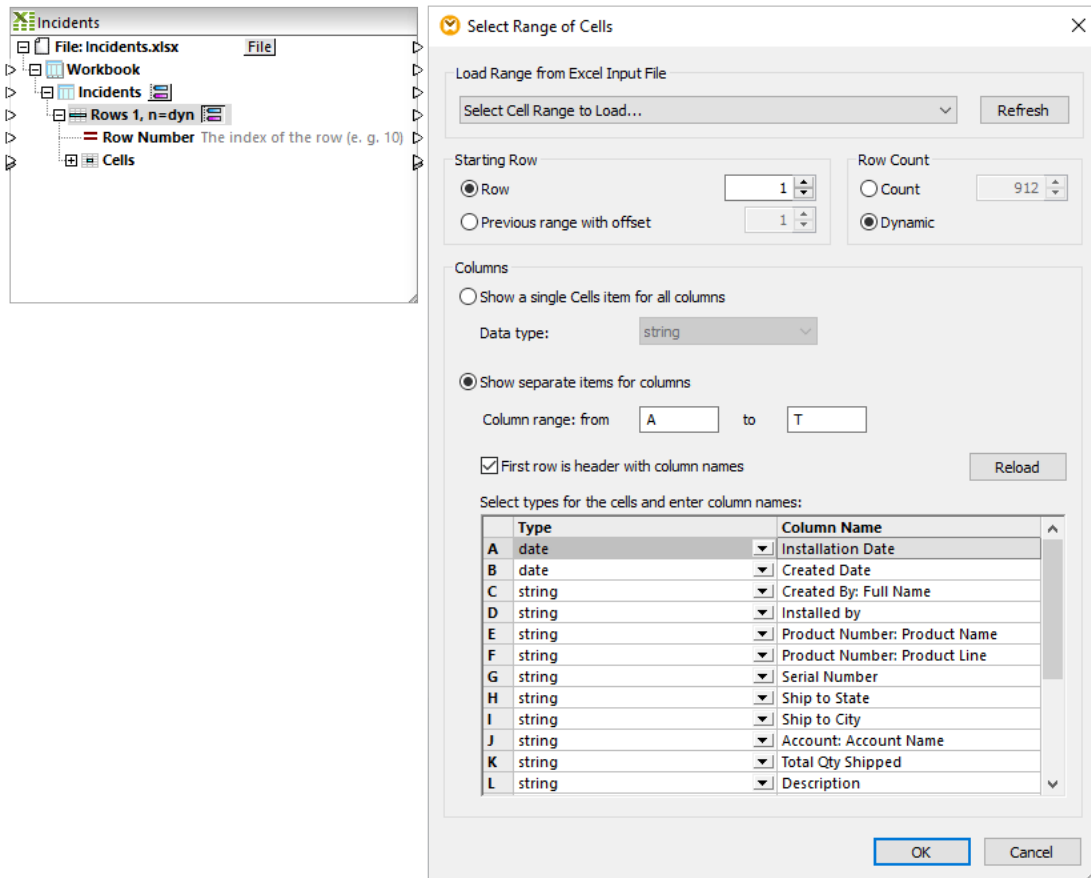 Incidents
File: Incidents.xlsx File
Workbook
Incidents
Rows 1, n=dyn
Row Number The index of the row (e. g. 10)
Cells
Select Range of Cells
Load Range from Excel Input File
Select Cell Range to Load... Refresh
Starting Row Row Count
Row 1 Count 912
Previous range with offset 1 Dynamic
Columns
Show a single Cells item for all columns
Data type: string
Show separate items for columns
Column range: from A to T
First row is header with column names Reload
Select types for the cells and enter column names:
Type Column Name
A date Installation Date
B date Created Date
C string Created By: Full Name
D string Installed by
E string Product Number: Product Name
F string Product Number: Product Line
G string Serial Number
H string Ship to State
I string Ship to City
J string Account: Account Name
K string Total Qty Shipped
L string Description
OK Cancel